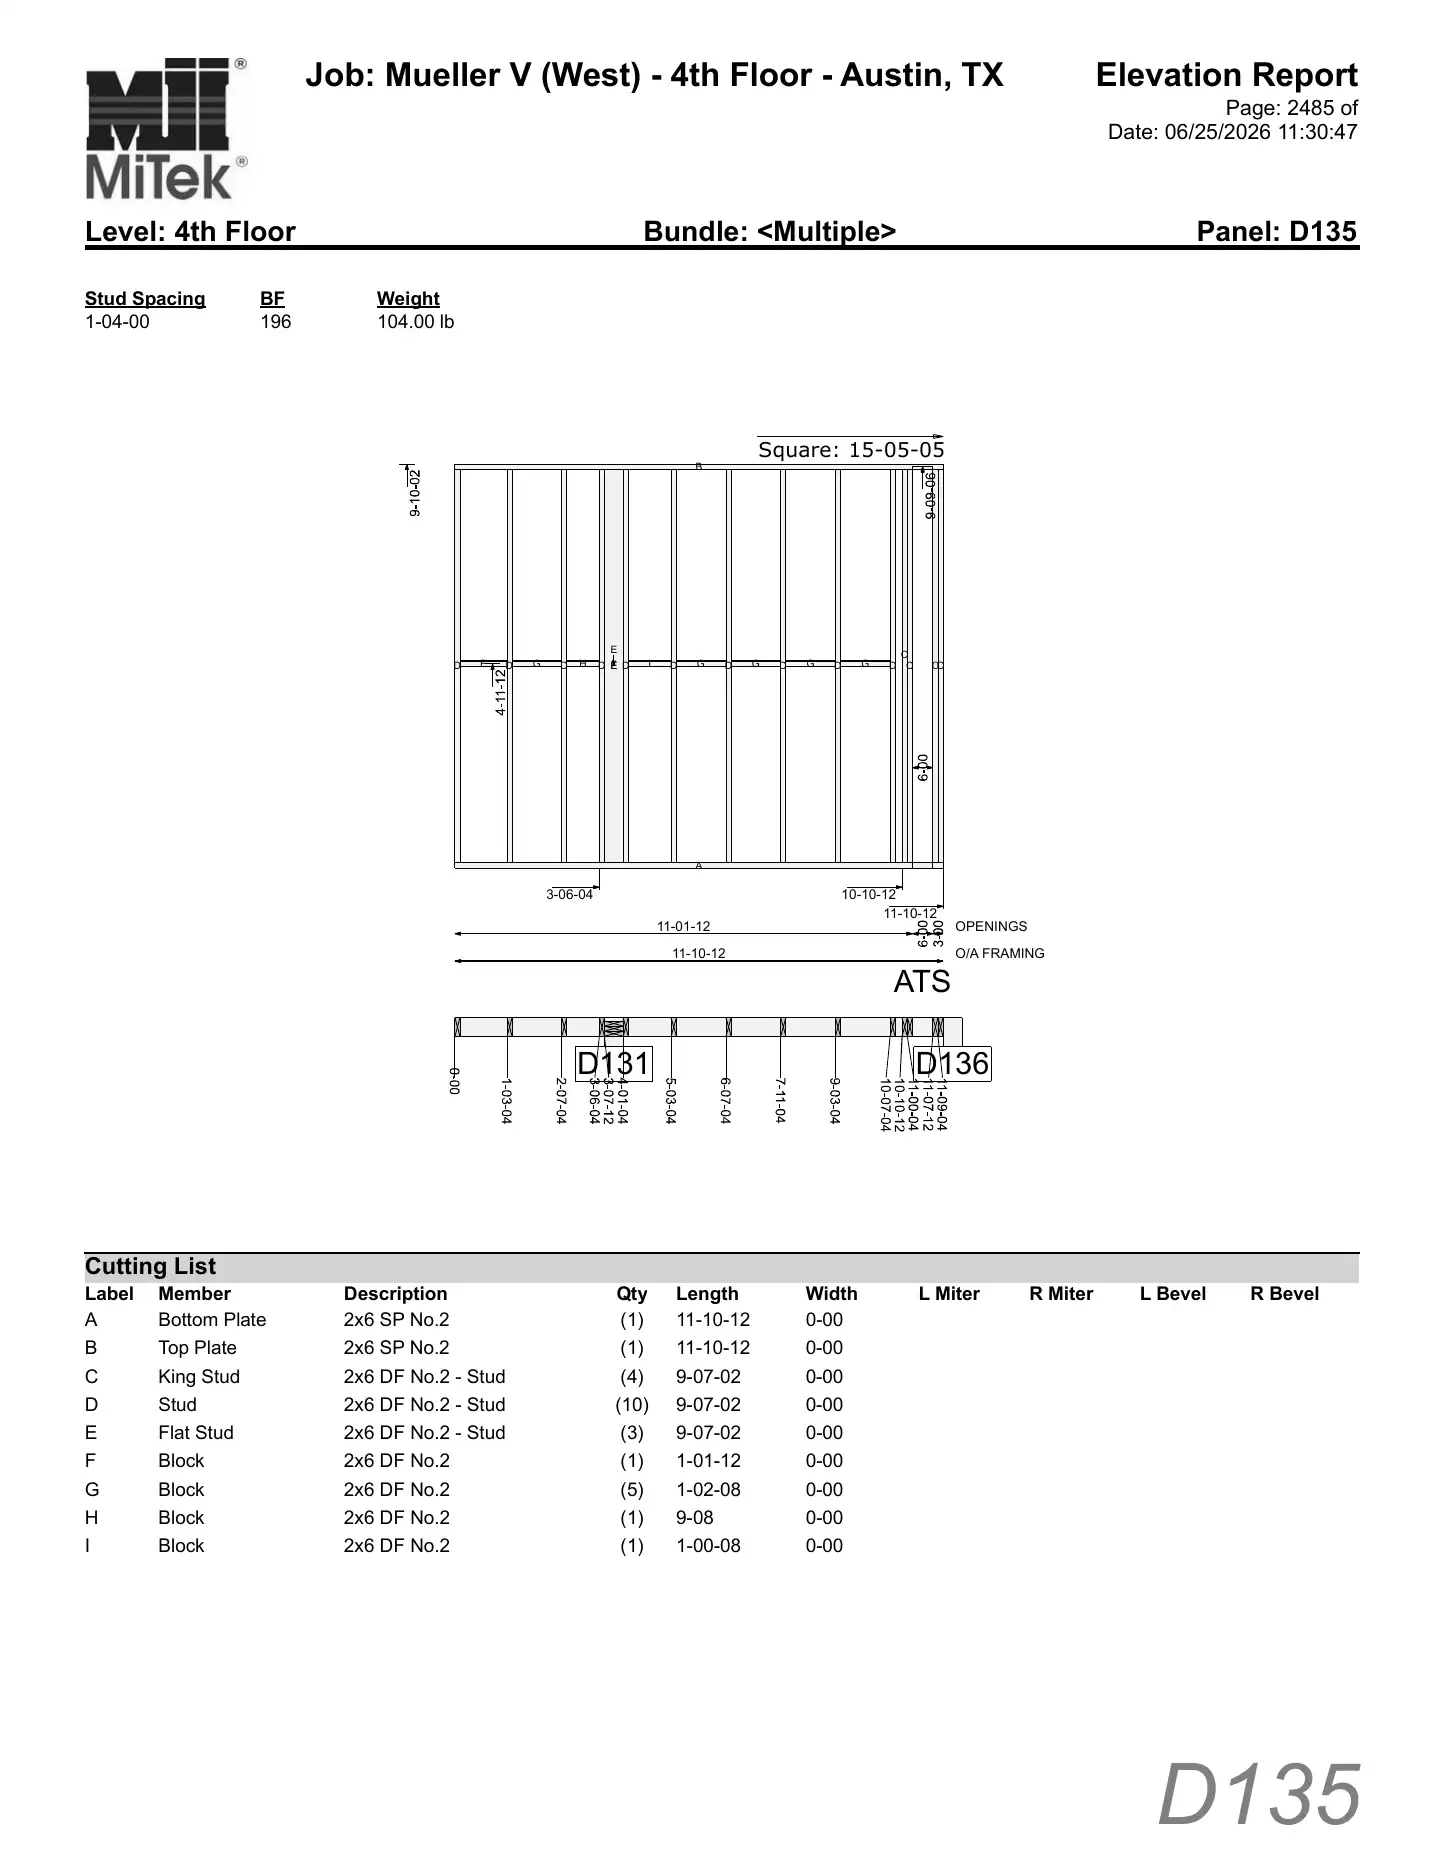 Job: Mueller V (West) - 4th Floor - Austin, TX
Elevation Report
Page: 2485 of
Date: 06/25/2026 11:30:47
MiTek®
Level: 4th Floor
Bundle: <Multiple>
Panel: D135
Stud Spacing BF Weight
1-04-00 196 104.00 lb
Square: 15-05-05
B
9-10-02
9-09-06
E
C
F G H E I G G G G
4-11-12
6-00
A
3-06-04
10-10-12
11-10-12
11-01-12
6-00
3-00
OPENINGS
11-10-12
O/A FRAMING
ATS
D131
D136
0-00
1-03-04
2-07-04
3-06-04
3-07-12
4-01-04
5-03-04
6-07-04
7-11-04
9-03-04
10-07-04
10-10-12
11-00-04
11-07-12
11-09-04
Cutting List
Label Member Description Qty Length Width L Miter R Miter L Bevel R Bevel
A Bottom Plate 2x6 SP No.2 (1) 11-10-12 0-00
B Top Plate 2x6 SP No.2 (1) 11-10-12 0-00
C King Stud 2x6 DF No.2 - Stud (4) 9-07-02 0-00
D Stud 2x6 DF No.2 - Stud (10) 9-07-02 0-00
E Flat Stud 2x6 DF No.2 - Stud (3) 9-07-02 0-00
F Block 2x6 DF No.2 (1) 1-01-12 0-00
G Block 2x6 DF No.2 (5) 1-02-08 0-00
H Block 2x6 DF No.2 (1) 9-08 0-00
I Block 2x6 DF No.2 (1) 1-00-08 0-00
D135